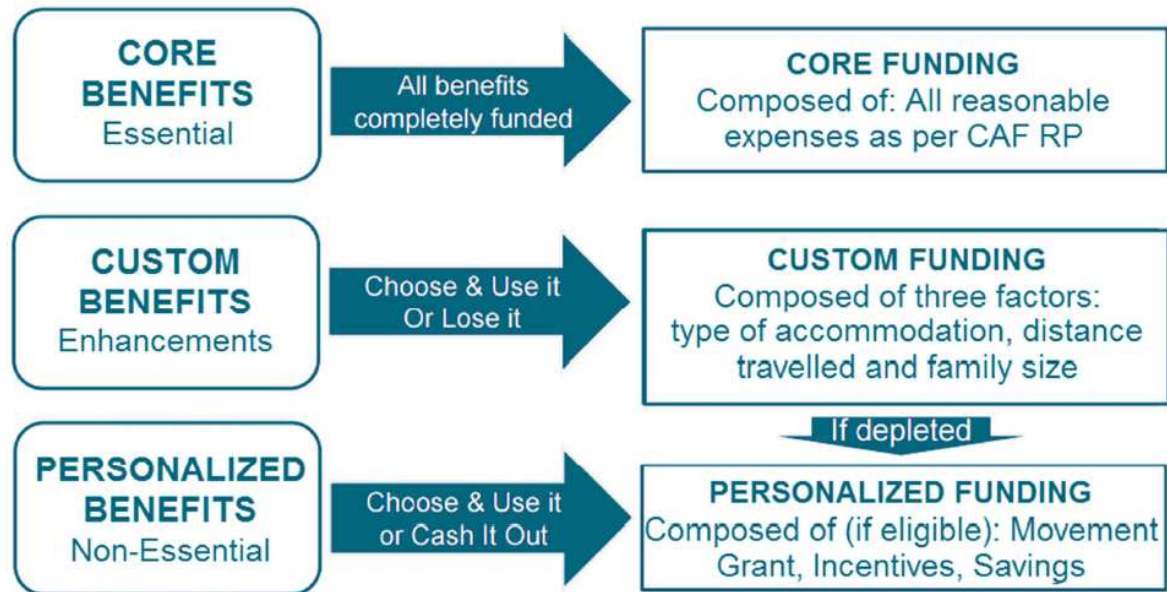 CORE
BENEFITS
Essential
All benefits
completely funded
CORE FUNDING
Composed of: All reasonable
expenses as per CAF RP
CUSTOM
BENEFITS
Enhancements
Choose & Use it
Or Lose it
CUSTOM FUNDING
Composed of three factors:
type of accommodation, distance
travelled and family size
If depleted
PERSONALIZED
BENEFITS
Non-Essential
Choose & Use it
or Cash It Out
PERSONALIZED FUNDING
Composed of (if eligible): Movement
Grant, Incentives, Savings